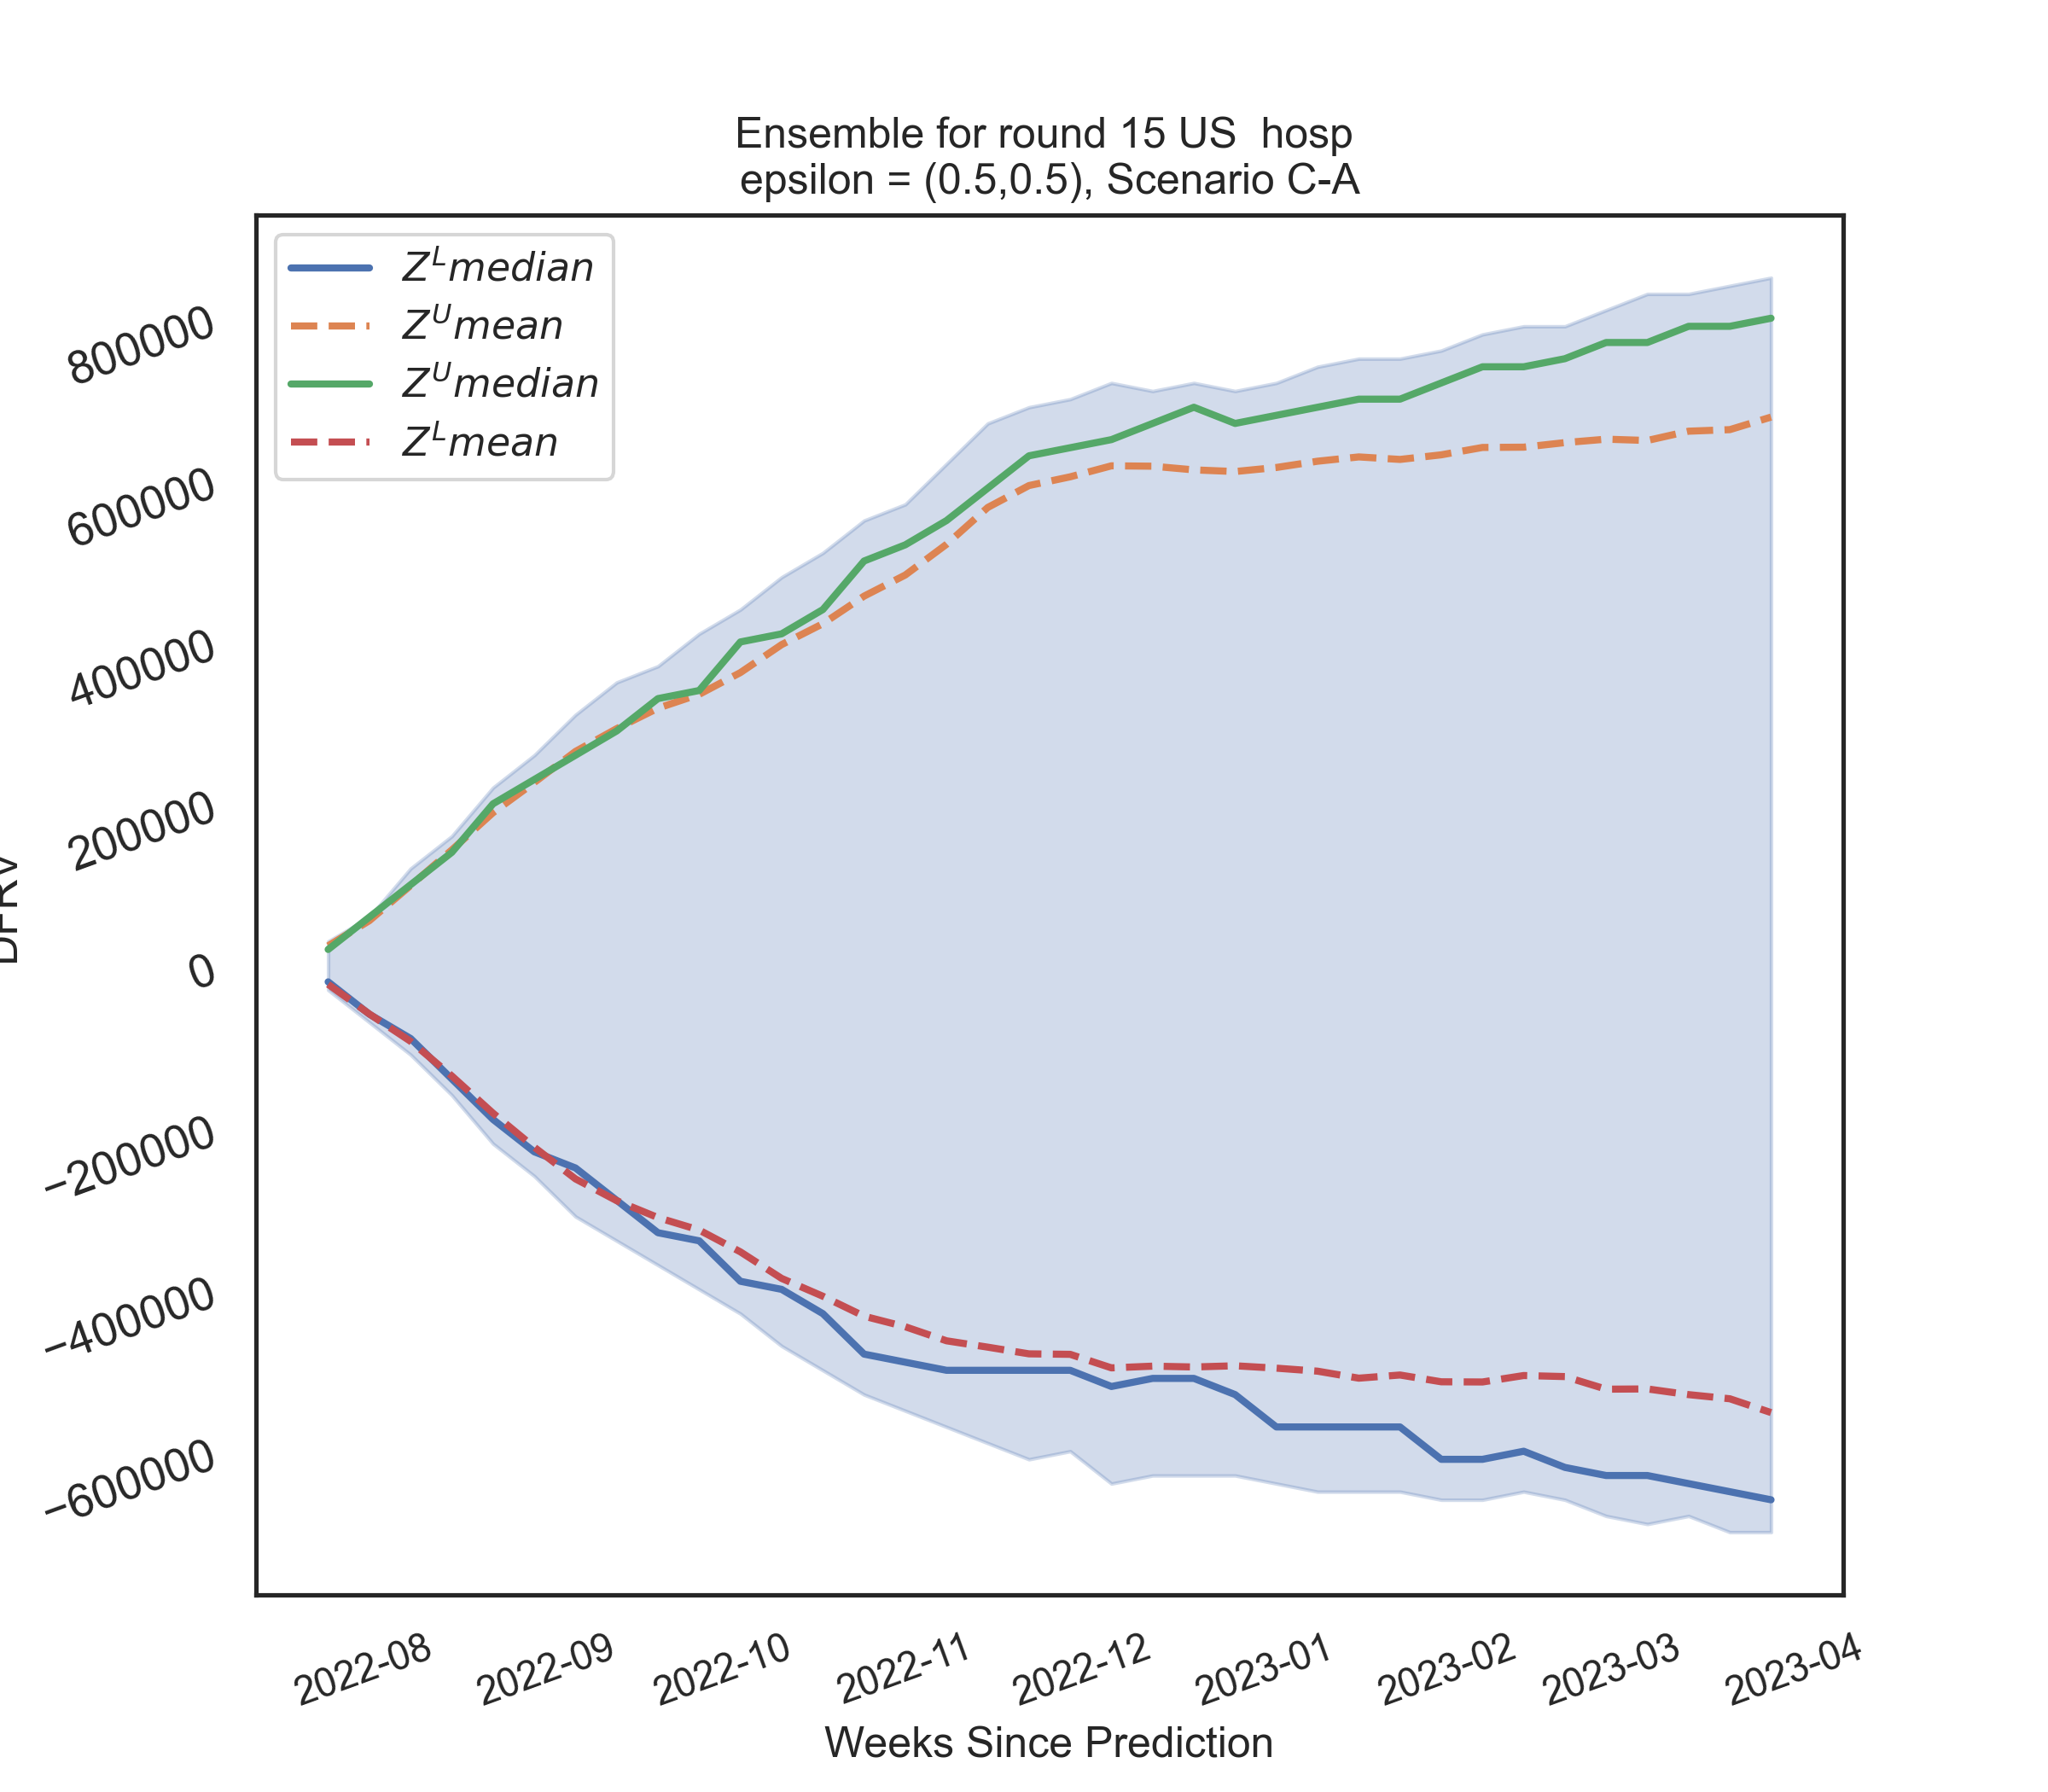 Ensemble for round 15 US  hosp
epsilon = (0.5,0.5), Scenario C-A
Z^L median
Z^U mean
Z^U median
Z^L mean
800000
600000
400000
200000
0
−200000
−400000
−600000
2022-08
2022-09
2022-10
2022-11
2022-12
2023-01
2023-02
2023-03
2023-04
Weeks Since Prediction